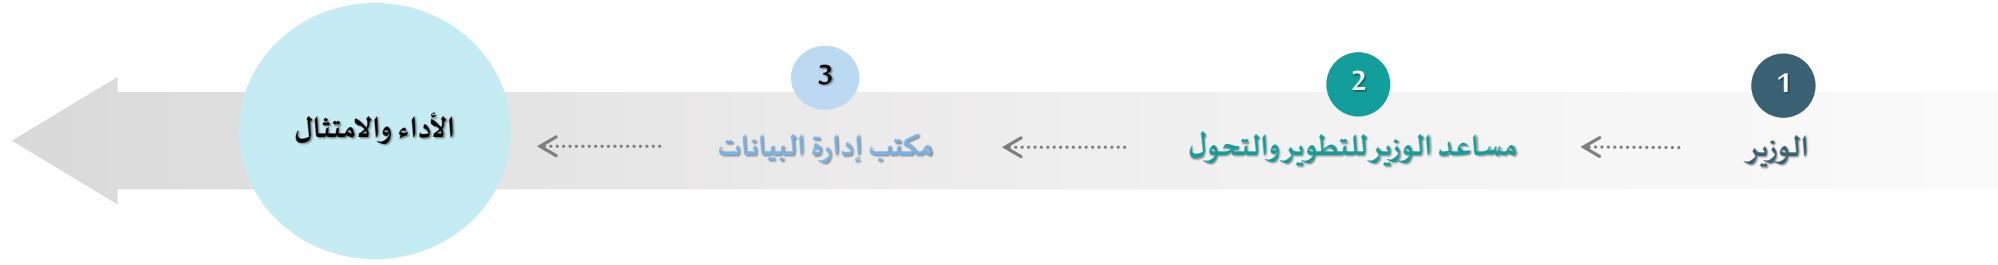 1
الوزير
2
مساعد الوزير للتطوير والتحول
3
مكتب إدارة البيانات
الأداء والامتثال